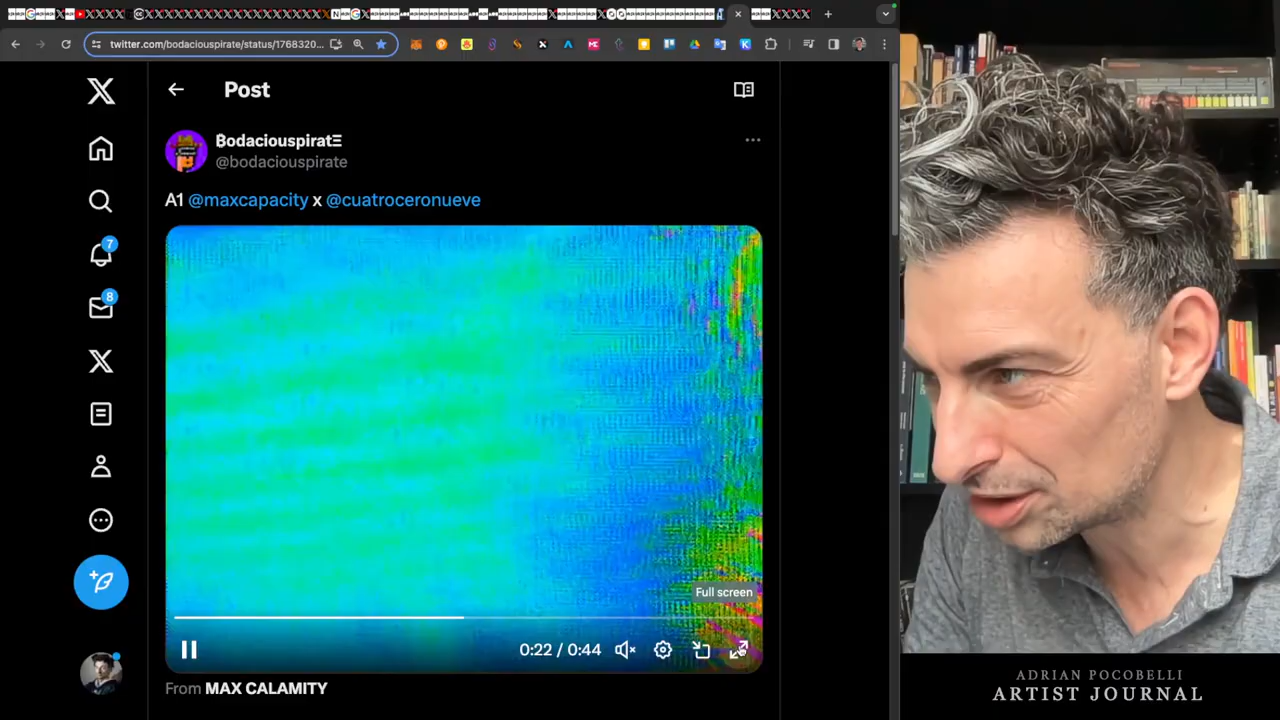 twitter.com/bodaciouspirate/status/1768320...
Post
₿odaciouspiratΞ
@bodaciouspirate
A1 @maxcapacity x @cuatroceronueve
7
8
Full screen
0:22 / 0:44
From MAX CALAMITY
ADRIAN POCOBELLI
ARTIST JOURNAL